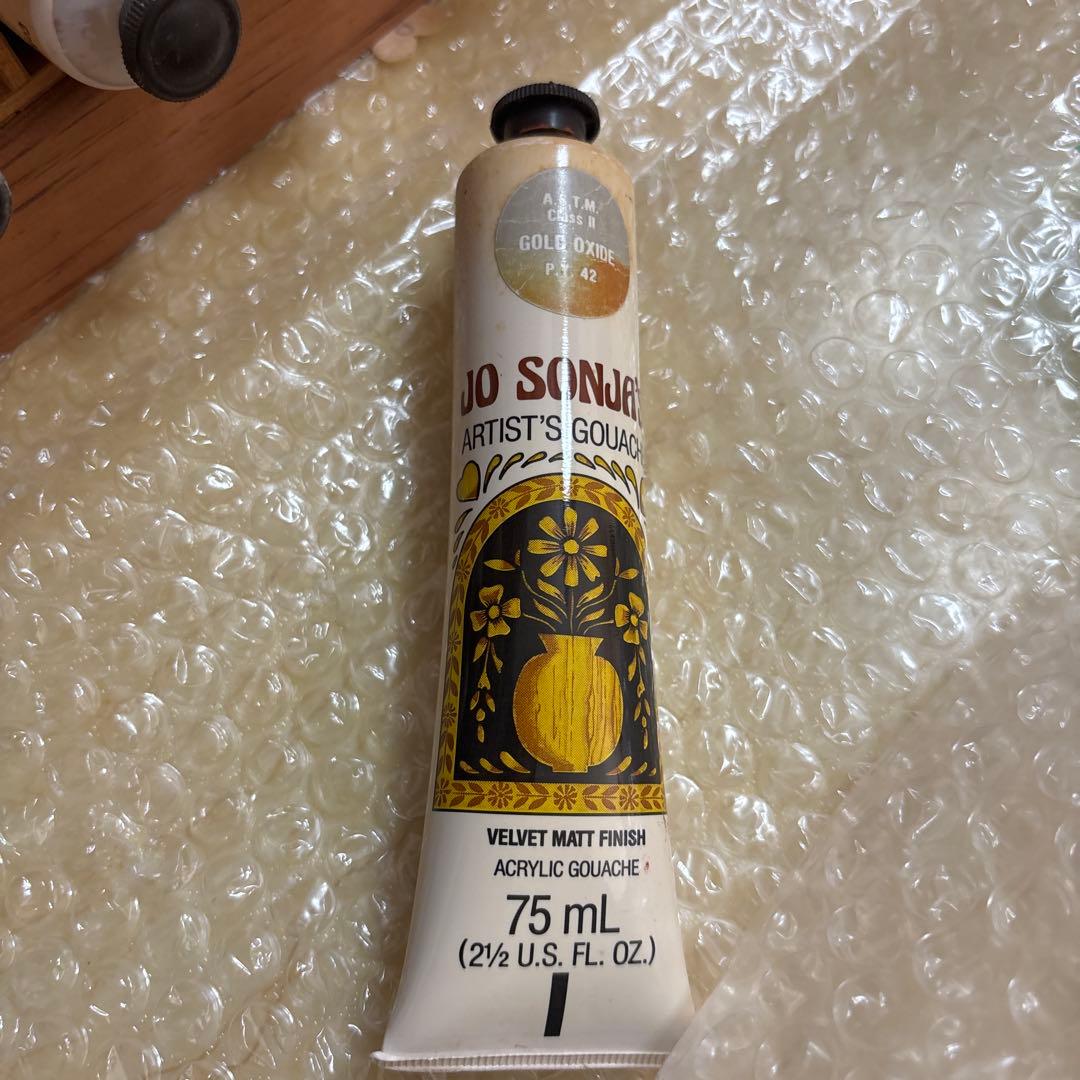 A.S.T.M.
Class II
GOLD OXIDE
P.Y. 42
JO SONJA'S
ARTIST'S GOUACH
VELVET MATT FINISH
ACRYLIC GOUACHE
75 mL
(2½ U.S. FL. OZ.)